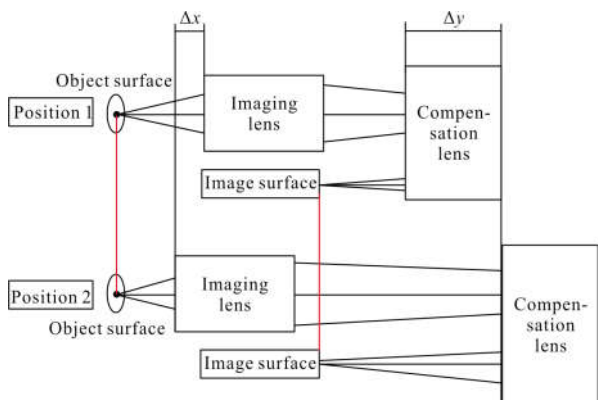 Δx
Δy
Object surface
Position 1
Imaging
lens
Compen-
sation
lens
Image surface
Position 2
Object surface
Imaging
lens
Compen-
sation
lens
Image surface